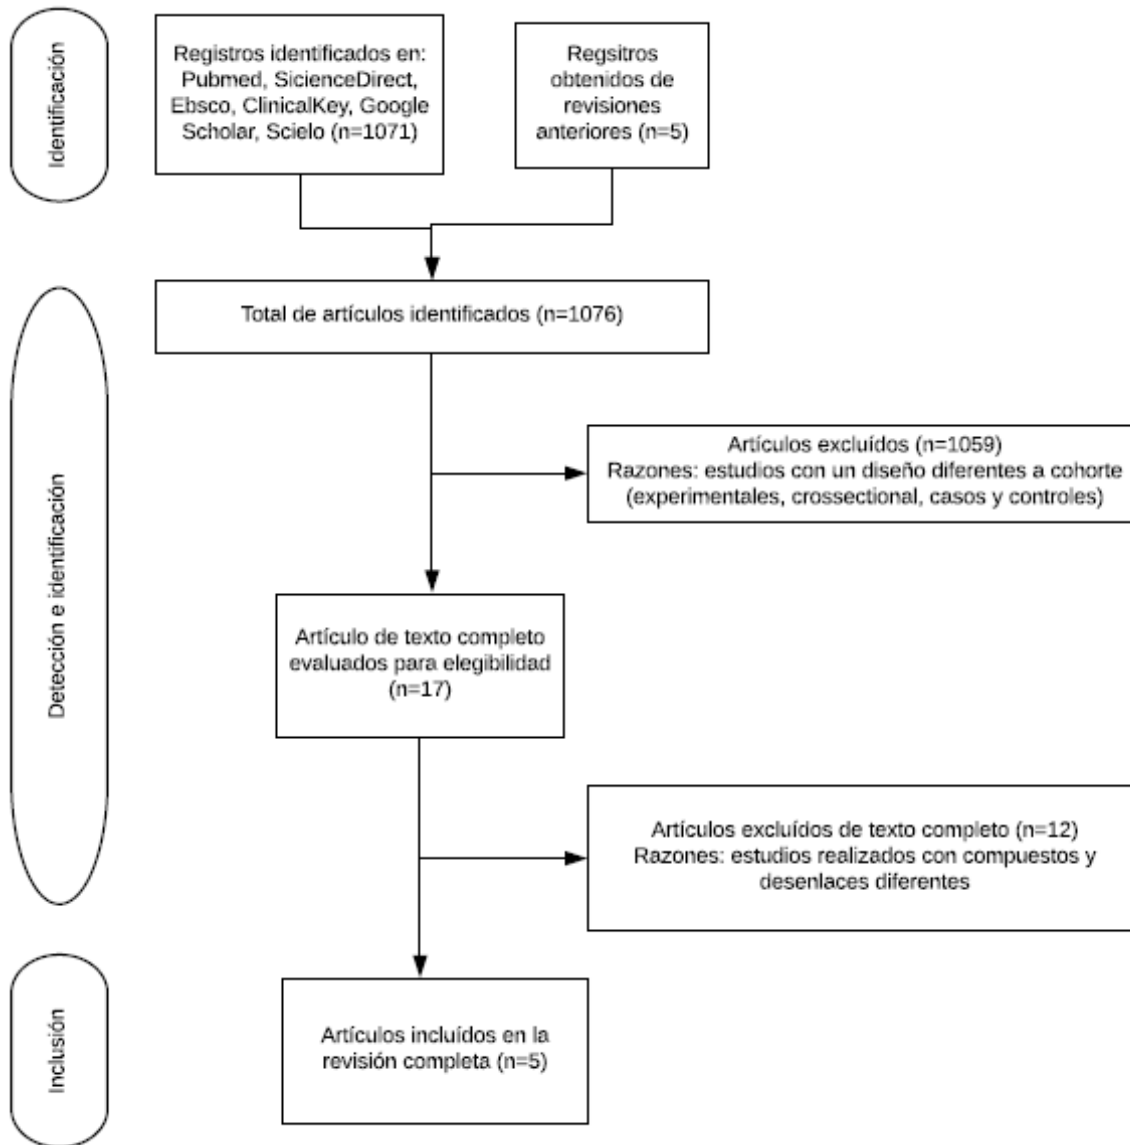 Identificación
Registros identificados en:
Pubmed, SicienceDirect,
Ebsco, ClinicalKey, Google
Scholar, Scielo (n=1071)
Regsitros
obtenidos de
revisiones
anteriores (n=5)
Detección e identificación
Total de artículos identificados (n=1076)
Artículos excluídos (n=1059)
Razones: estudios con un diseño diferentes a cohorte
(experimentales, crossectional, casos y controles)
Artículo de texto completo
evaluados para elegibilidad
(n=17)
Artículos excluídos de texto completo (n=12)
Razones: estudios realizados con compuestos y
desenlaces diferentes
Inclusión
Artículos incluídos en la
revisión completa (n=5)